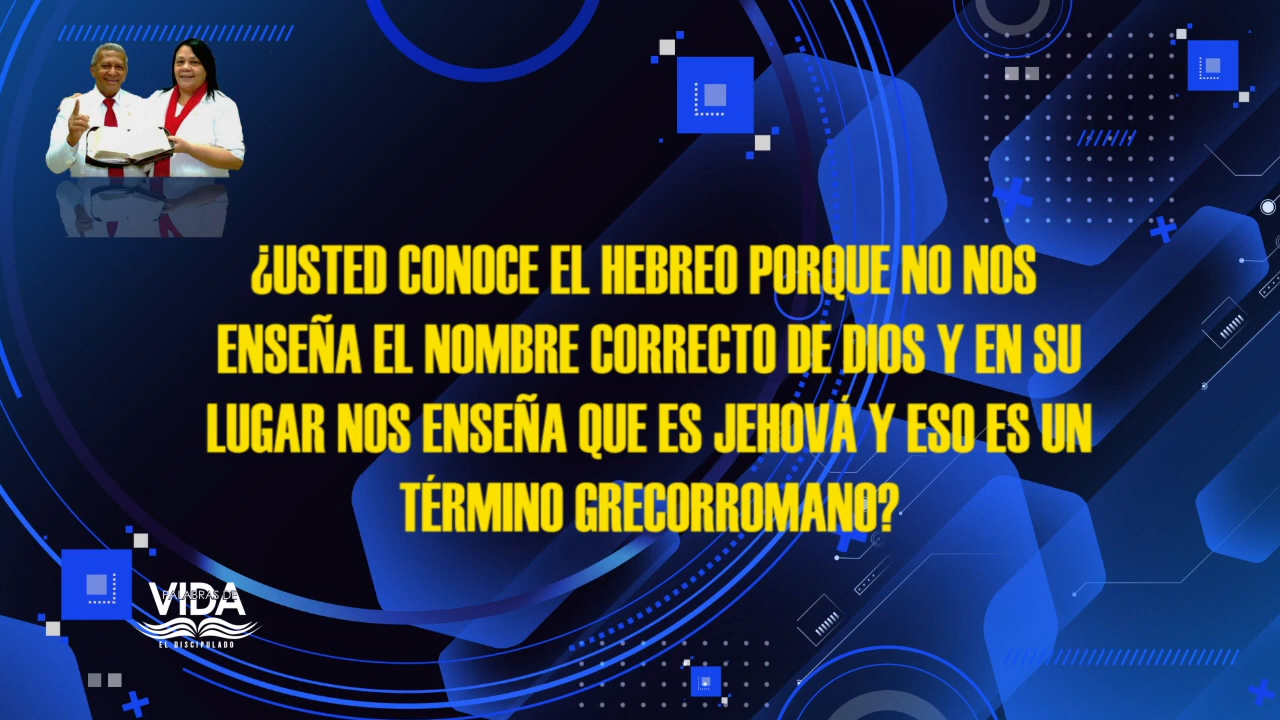 ¿USTED CONOCE EL HEBREO PORQUE NO NOS
ENSEÑA EL NOMBRE CORRECTO DE DIOS Y EN SU
LUGAR NOS ENSEÑA QUE ES JEHOVÁ Y ESO ES UN
TÉRMINO GRECORROMANO?
PALABRAS DE
VIDA
EL DISCIPULADO